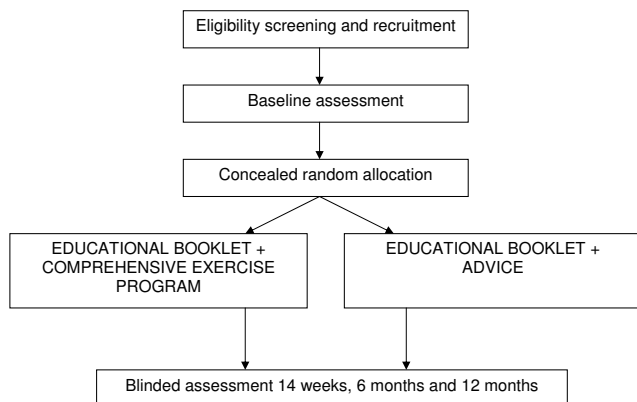 Eligibility screening and recruitment
Baseline assessment
Concealed random allocation
EDUCATIONAL BOOKLET +
COMPREHENSIVE EXERCISE
PROGRAM
EDUCATIONAL BOOKLET +
ADVICE
Blinded assessment 14 weeks, 6 months and 12 months